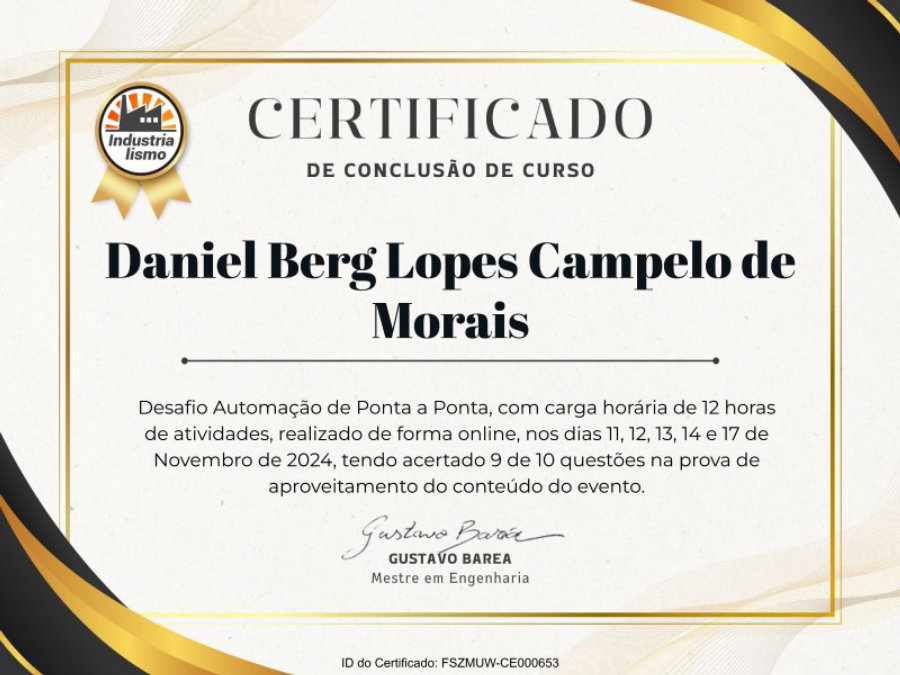 Industria
lismo
CERTIFICADO
DE CONCLUSÃO DE CURSO
Daniel Berg Lopes Campelo de
Morais
Desafio Automação de Ponta a Ponta, com carga horária de 12 horas
de atividades, realizado de forma online, nos dias 11, 12, 13, 14 e 17 de
Novembro de 2024, tendo acertado 9 de 10 questões na prova de
aproveitamento do conteúdo do evento.
Gustavo Barea
GUSTAVO BAREA
Mestre em Engenharia
ID do Certificado: FSZMUW-CE000653